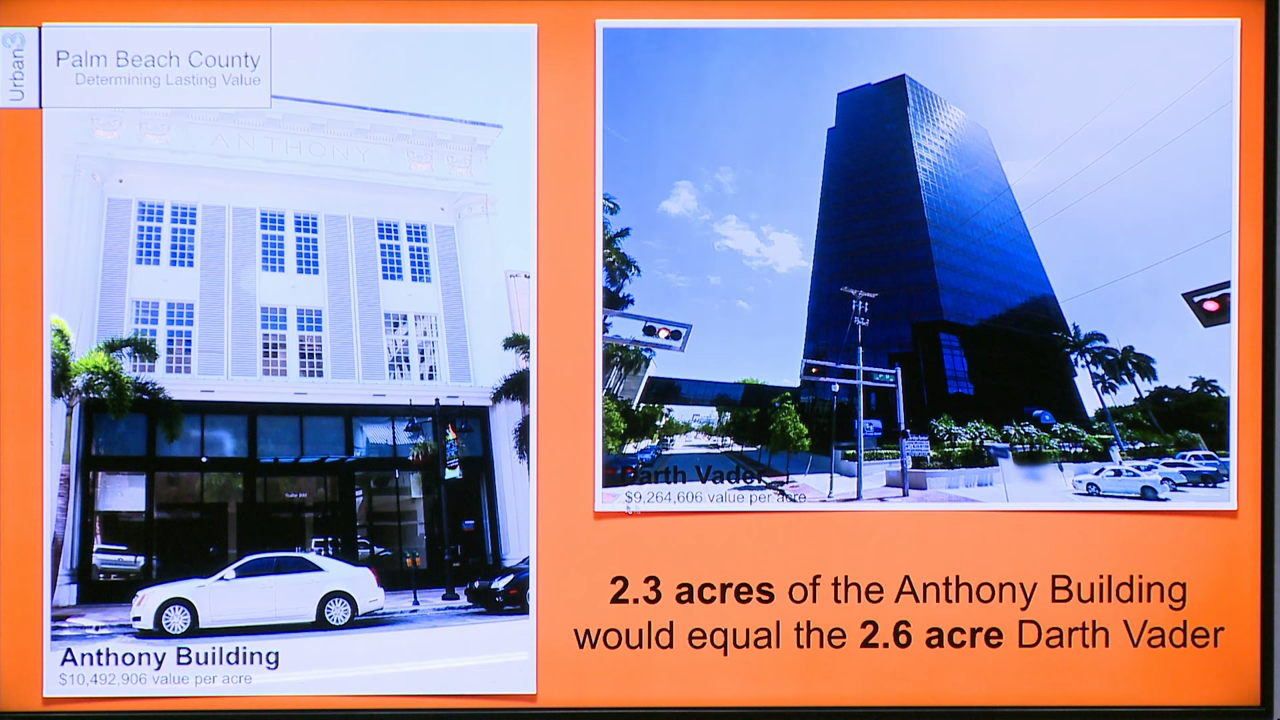 Urban3
Palm Beach County
Determining Lasting Value
ANTHONY
Anthony Building
$10,492,906 value per acre
Darth Vader
$9,264,606 value per acre
2.3 acres of the Anthony Building
would equal the 2.6 acre Darth Vader